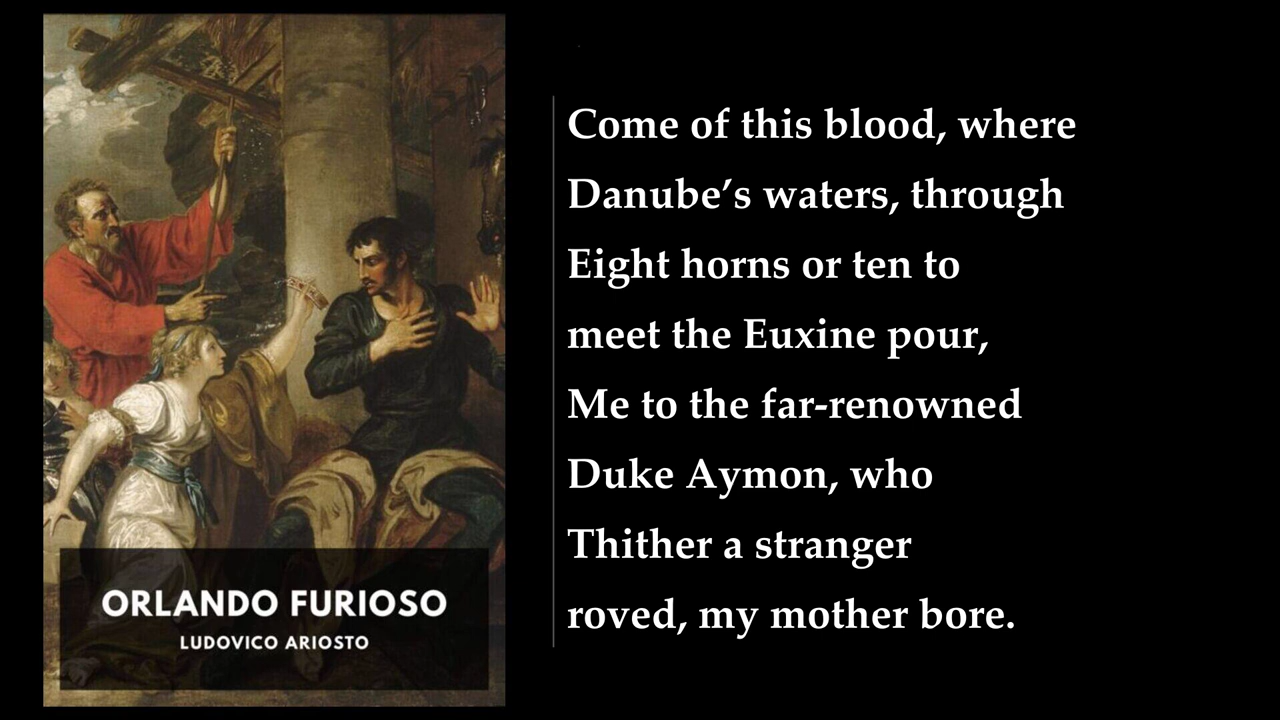 Come of this blood, where
Danube’s waters, through
Eight horns or ten to
meet the Euxine pour,
Me to the far-renowned
Duke Aymon, who
Thither a stranger
roved, my mother bore.
ORLANDO FURIOSO
LUDOVICO ARIOSTO